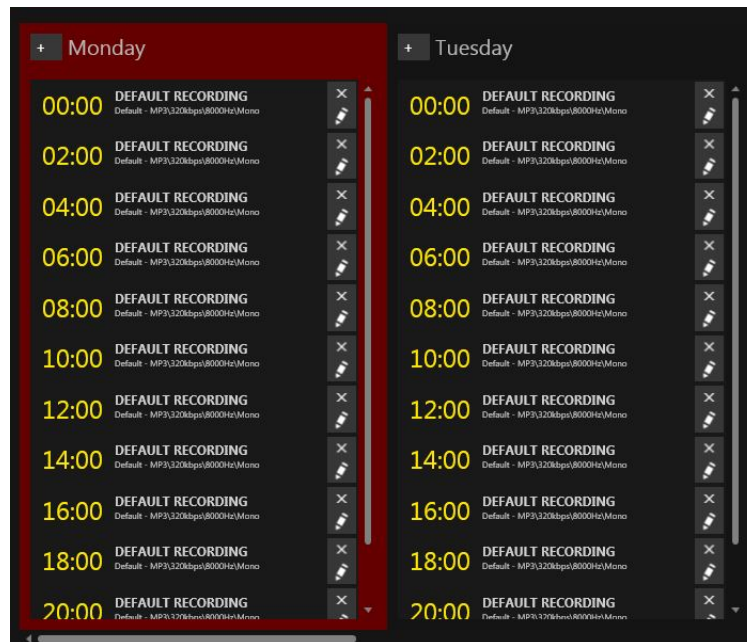 + Monday
00:00 DEFAULT RECORDING
Default - MP3\320kbps\8000Hz\Mono
02:00 DEFAULT RECORDING
Default - MP3\320kbps\8000Hz\Mono
04:00 DEFAULT RECORDING
Default - MP3\320kbps\8000Hz\Mono
06:00 DEFAULT RECORDING
Default - MP3\320kbps\8000Hz\Mono
08:00 DEFAULT RECORDING
Default - MP3\320kbps\8000Hz\Mono
10:00 DEFAULT RECORDING
Default - MP3\320kbps\8000Hz\Mono
12:00 DEFAULT RECORDING
Default - MP3\320kbps\8000Hz\Mono
14:00 DEFAULT RECORDING
Default - MP3\320kbps\8000Hz\Mono
16:00 DEFAULT RECORDING
Default - MP3\320kbps\8000Hz\Mono
18:00 DEFAULT RECORDING
Default - MP3\320kbps\8000Hz\Mono
20:00 DEFAULT RECORDING
Default - MP3\320kbps\8000Hz\Mono
+ Tuesday
00:00 DEFAULT RECORDING
Default - MP3\320kbps\8000Hz\Mono
02:00 DEFAULT RECORDING
Default - MP3\320kbps\8000Hz\Mono
04:00 DEFAULT RECORDING
Default - MP3\320kbps\8000Hz\Mono
06:00 DEFAULT RECORDING
Default - MP3\320kbps\8000Hz\Mono
08:00 DEFAULT RECORDING
Default - MP3\320kbps\8000Hz\Mono
10:00 DEFAULT RECORDING
Default - MP3\320kbps\8000Hz\Mono
12:00 DEFAULT RECORDING
Default - MP3\320kbps\8000Hz\Mono
14:00 DEFAULT RECORDING
Default - MP3\320kbps\8000Hz\Mono
16:00 DEFAULT RECORDING
Default - MP3\320kbps\8000Hz\Mono
18:00 DEFAULT RECORDING
Default - MP3\320kbps\8000Hz\Mono
20:00 DEFAULT RECORDING
Default - MP3\320kbps\8000Hz\Mono